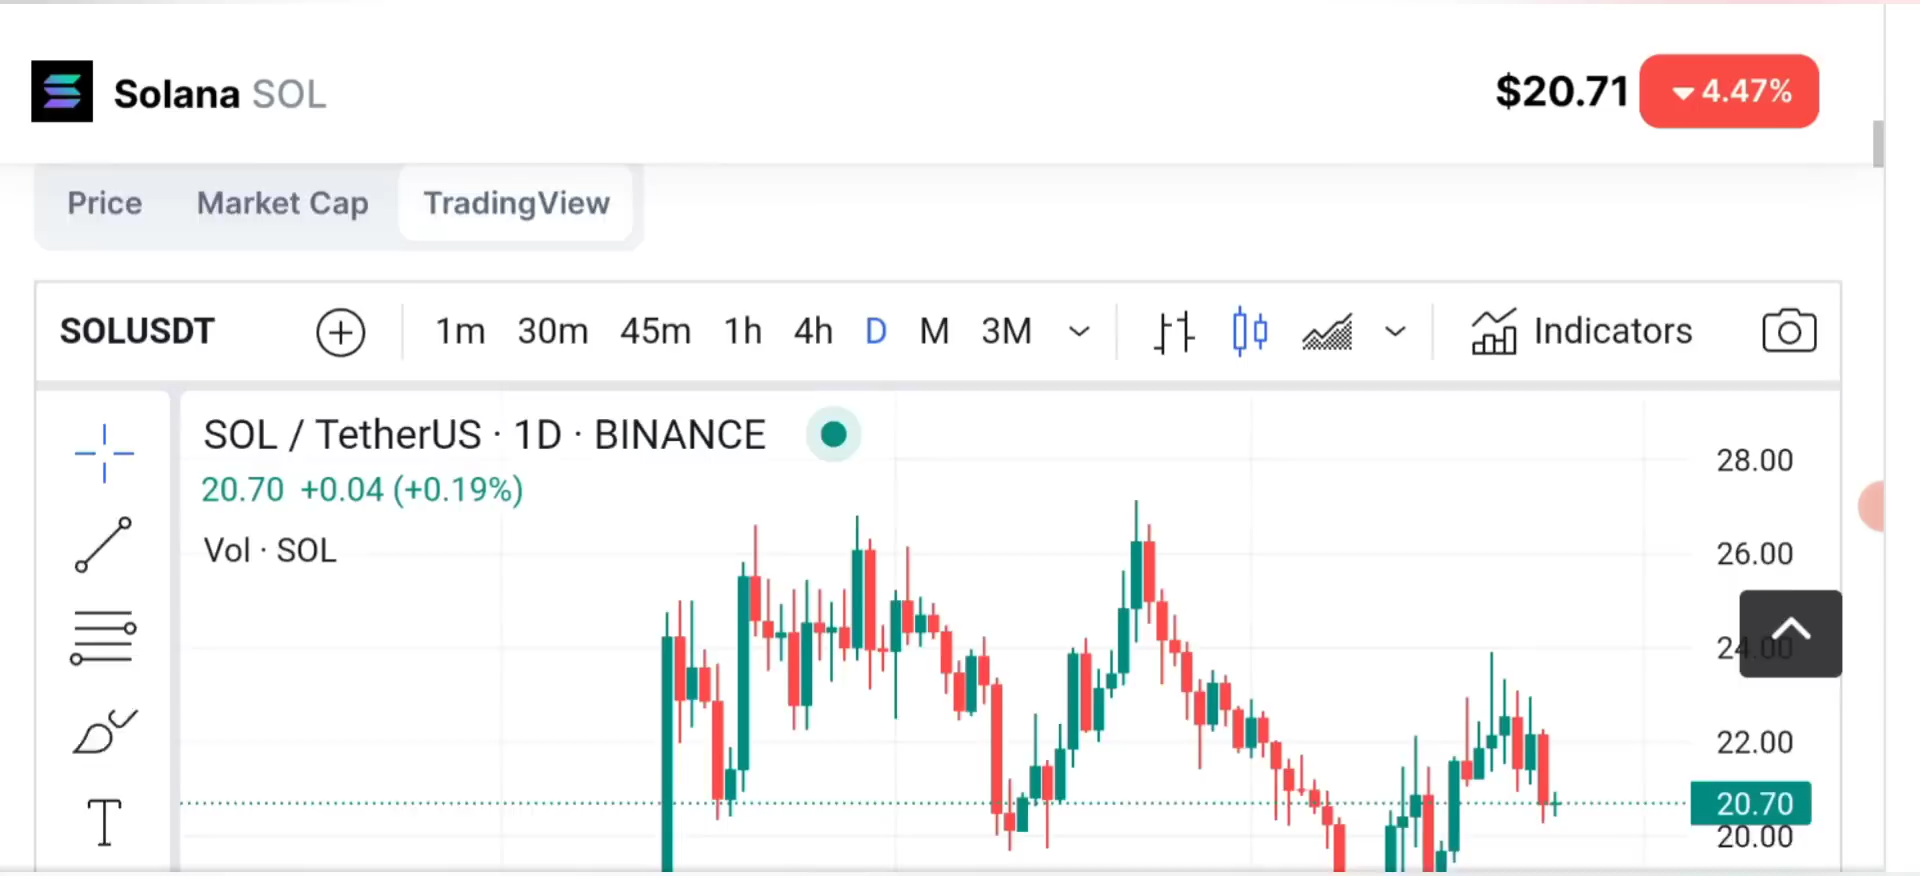 Solana SOL
$20.71 4.47%
Price Market Cap TradingView
SOLUSDT 1m 30m 45m 1h 4h D M 3M Indicators
SOL / TetherUS · 1D · BINANCE
20.70 +0.04 (+0.19%)
Vol · SOL
28.00
26.00
24.00
22.00
20.70
20.00